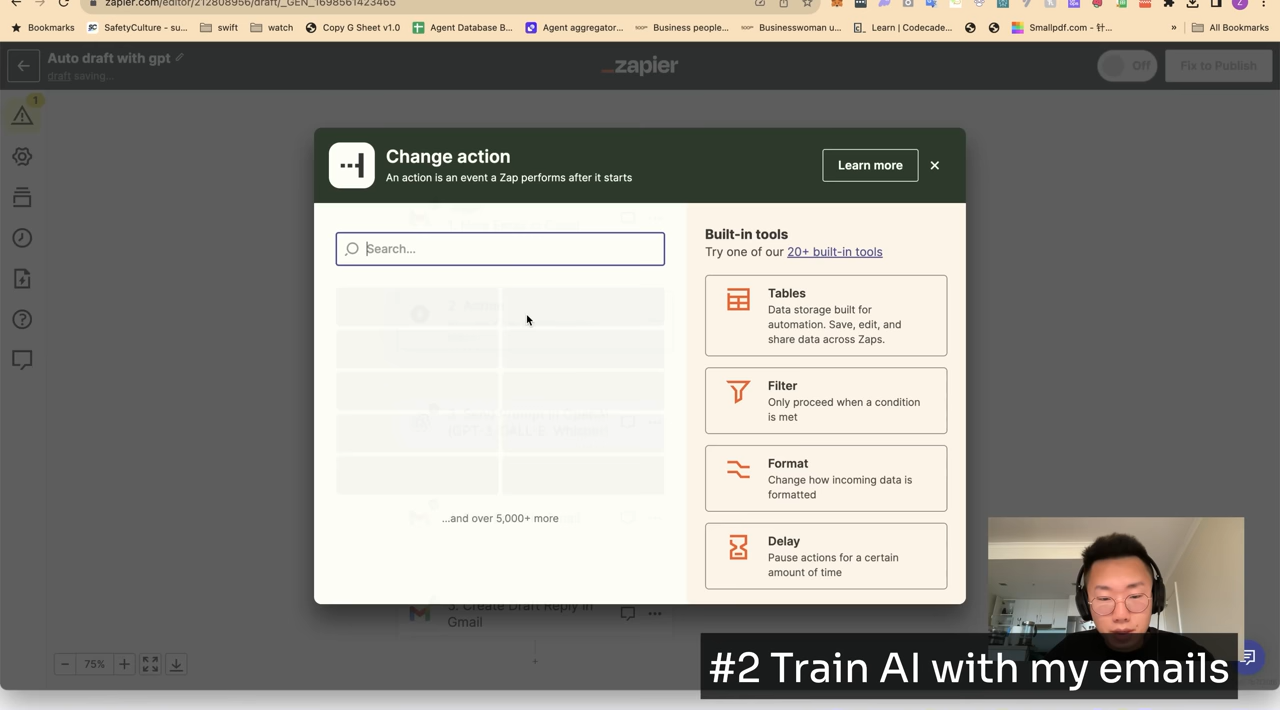 zapier.com/editor/212808956/draft/_GEN_1698561423465
Bookmarks
SafetyCulture - su...
swift
watch
Copy G Sheet v1.0
Agent Database B...
Agent aggregator...
Business people...
Businesswoman u...
Learn | Codecade...
Smallpdf.com - 한...
»
All Bookmarks
Auto draft with gpt
draft saving...
zapier
Off
Fix to Publish
1
Change action
An action is an event a Zap performs after it starts
Learn more
Search...
...and over 5,000+ more
Built-in tools
Try one of our 20+ built-in tools
Tables
Data storage built for
automation. Save, edit, and
share data across Zaps.
Filter
Only proceed when a condition
is met
Format
Change how incoming data is
formatted
Delay
Pause actions for a certain
amount of time
5. Create Draft Reply in
Gmail
75%
#2 Train AI with my emails